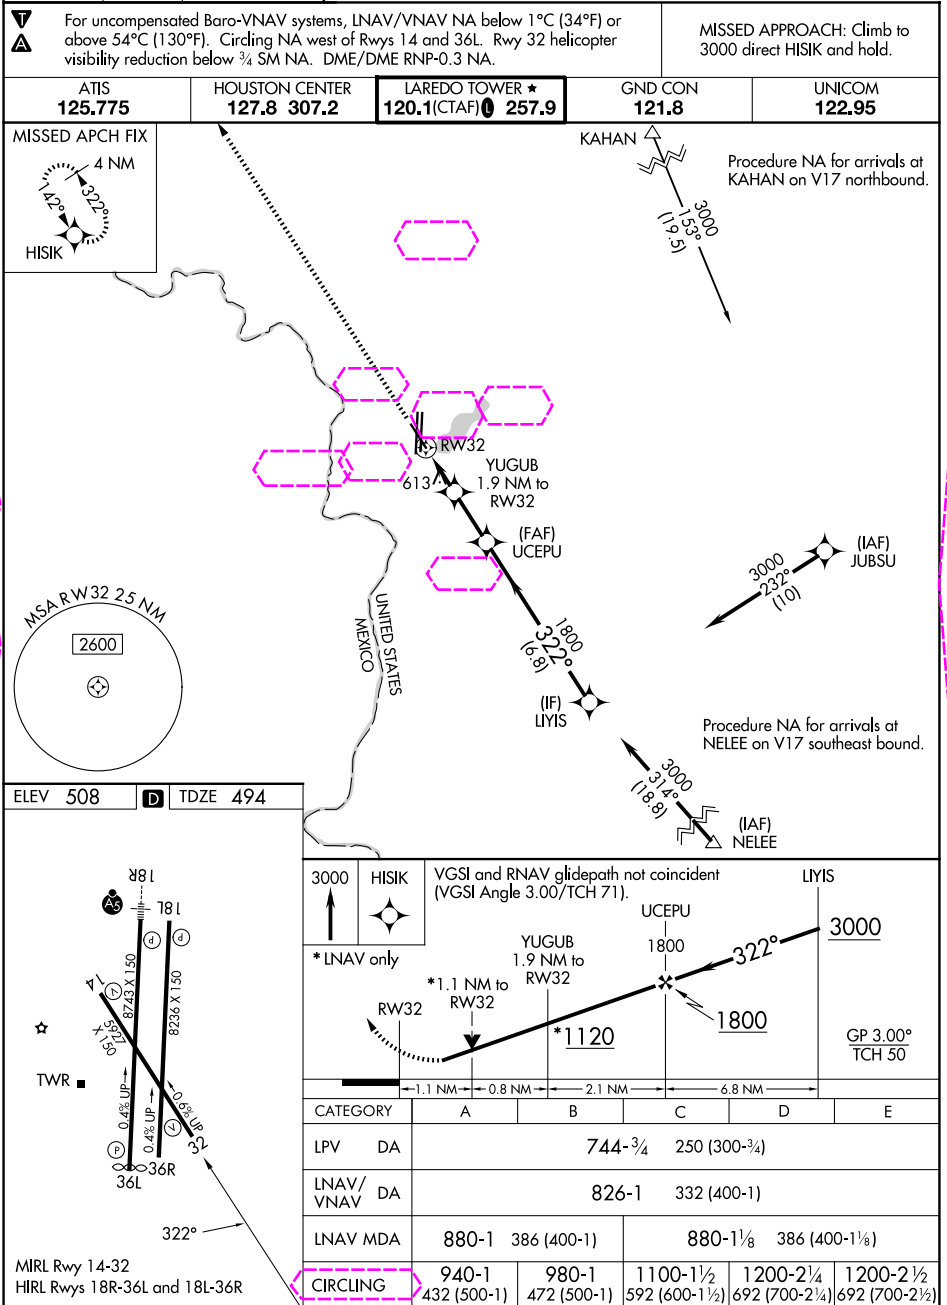 T
A
For uncompensated Baro-VNAV systems, LNAV/VNAV NA below 1°C (34°F) or
above 54°C (130°F). Circling NA west of Rwys 14 and 36L. Rwy 32 helicopter
visibility reduction below ¾ SM NA. DME/DME RNP-0.3 NA.
MISSED APPROACH: Climb to
3000 direct HISIK and hold.
ATIS
125.775
HOUSTON CENTER
127.8 307.2
LAREDO TOWER ★
120.1(CTAF) L 257.9
GND CON
121.8
UNICOM
122.95
MISSED APCH FIX
4 NM
142°
322°
HISIK
KAHAN
Procedure NA for arrivals at
KAHAN on V17 northbound.
3000
153°
(19.5)
RW32
613
YUGUB
1.9 NM to
RW32
(FAF)
UCEPU
(IAF)
JUBSU
3000
232°
(10)
MSA RW32 25 NM
2600
UNITED STATES
MEXICO
1800
322°
(6.8)
(IF)
LIYIS
Procedure NA for arrivals at
NELEE on V17 southeast bound.
3000
314°
(18.8)
(IAF)
NELEE
ELEV 508
D
TDZE 494
18R
A5
18L
P
P
14
V
8743 X 150
8236 X 150
5927
X 150
TWR
0.4% UP
0.4% UP
0.6% UP
V
P
32
36L
36R
322°
MIRL Rwy 14-32
HIRL Rwys 18R-36L and 18L-36R
3000
HISIK
VGSI and RNAV glidepath not coincident
(VGSI Angle 3.00/TCH 71).
LIYIS
UCEPU
1800
3000
322°
* LNAV only
YUGUB
1.9 NM to
RW32
*1.1 NM to
RW32
RW32
1800
*1120
GP 3.00°
TCH 50
1.1 NM
0.8 NM
2.1 NM
6.8 NM
CATEGORY A B C D E
LPV DA 744-¾ 250 (300-¾)
LNAV/
VNAV DA 826-1 332 (400-1)
LNAV MDA 880-1 386 (400-1) 880-1⅛ 386 (400-1⅛)
CIRCLING
940-1
432 (500-1)
980-1
472 (500-1)
1100-1½
592 (600-1½)
1200-2¼
692 (700-2¼)
1200-2½
692 (700-2½)